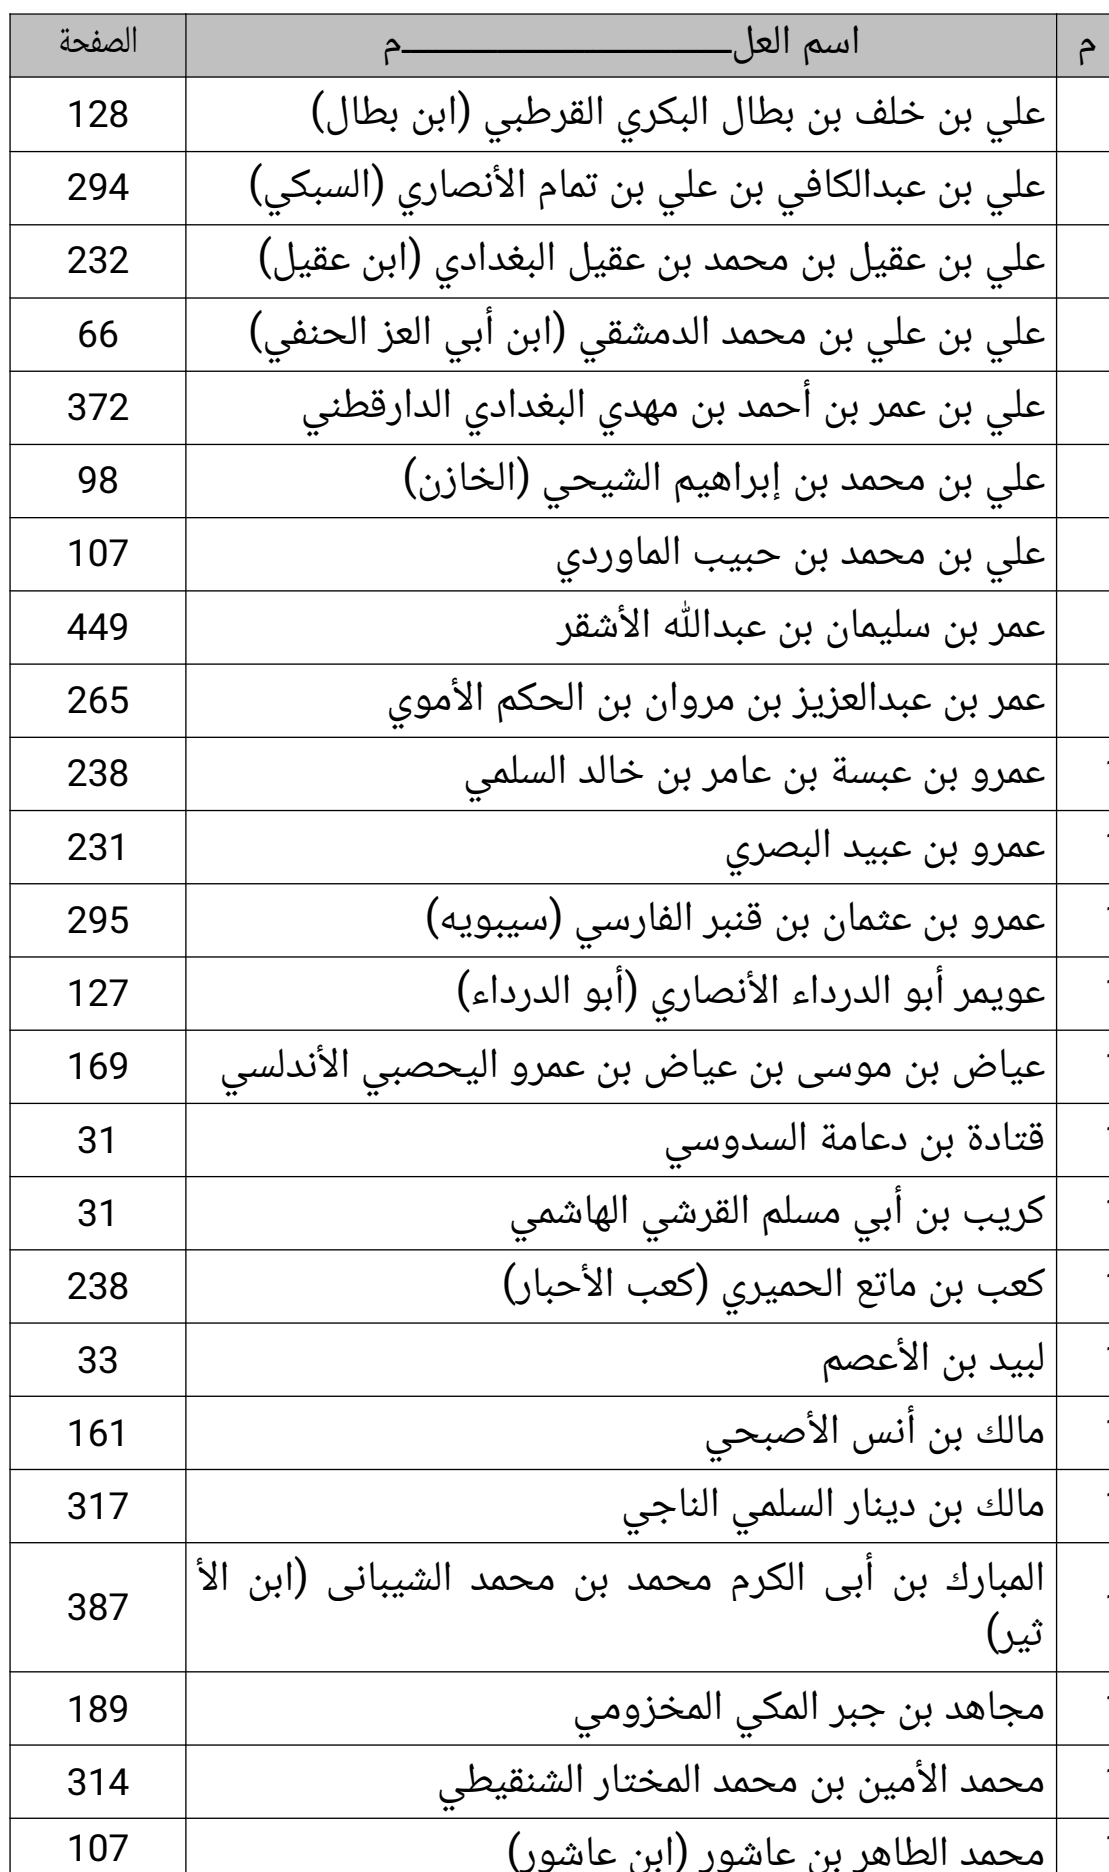 م اسم العلـــــــــــــــــــــــم الصفحة
علي بن خلف بن بطال البكري القرطبي (ابن بطال) 128
علي بن عبدالكافي بن علي بن تمام الأنصاري (السبكي) 294
علي بن عقيل بن محمد بن عقيل البغدادي (ابن عقيل) 232
علي بن علي بن محمد الدمشقي (ابن أبي العز الحنفي) 66
علي بن عمر بن أحمد بن مهدي البغدادي الدارقطني 372
علي بن محمد بن إبراهيم الشيحي (الخازن) 98
علي بن محمد بن حبيب الماوردي 107
عمر بن سليمان بن عبدالله الأشقر 449
عمر بن عبدالعزيز بن مروان بن الحكم الأموي 265
عمرو بن عبسة بن عامر بن خالد السلمي 238
عمرو بن عبيد البصري 231
عمرو بن عثمان بن قنبر الفارسي (سيبويه) 295
عويمر أبو الدرداء الأنصاري (أبو الدرداء) 127
عياض بن موسى بن عياض بن عمرو اليحصبي الأندلسي 169
قتادة بن دعامة السدوسي 31
كريب بن أبي مسلم القرشي الهاشمي 31
كعب بن ماتع الحميري (كعب الأحبار) 238
لبيد بن الأعصم 33
مالك بن أنس الأصبحي 161
مالك بن دينار السلمي الناجي 317
المبارك بن أبى الكرم محمد بن محمد الشيبانى (ابن الأ
ثير) 387
مجاهد بن جبر المكي المخزومي 189
محمد الأمين بن محمد المختار الشنقيطي 314
محمد الطاهر بن عاشور (ابن عاشور) 107